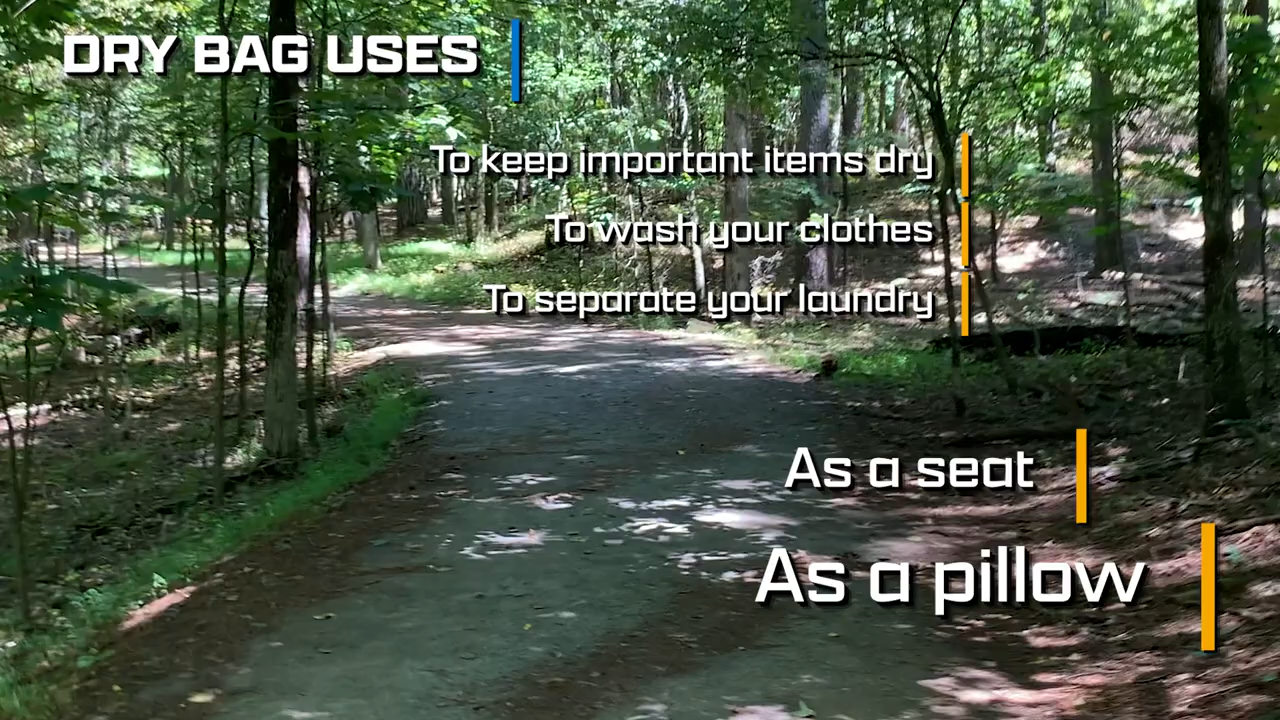 DRY BAG USES
To keep important items dry
To wash your clothes
To separate your laundry
As a seat
As a pillow